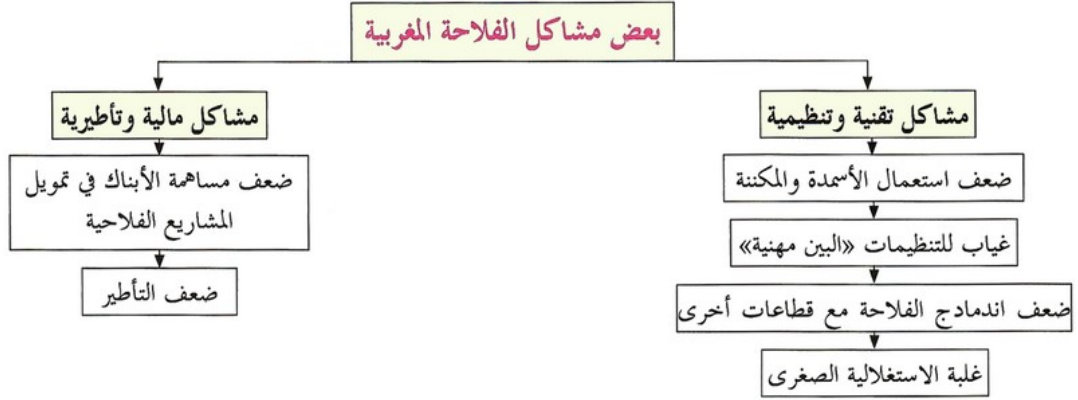 بعض مشاكل الفلاحة المغربية
مشاكل تقنية وتنظيمية
ضعف استعمال الأسمدة والمكننة
غياب للتنظيمات «البين مهنية»
ضعف اندمادج الفلاحة مع قطاعات أخرى
غلبة الاستغلالية الصغرى
مشاكل مالية وتأطيرية
ضعف مساهمة الأبناك في تمويل
المشاريع الفلاحية
ضعف التأطير